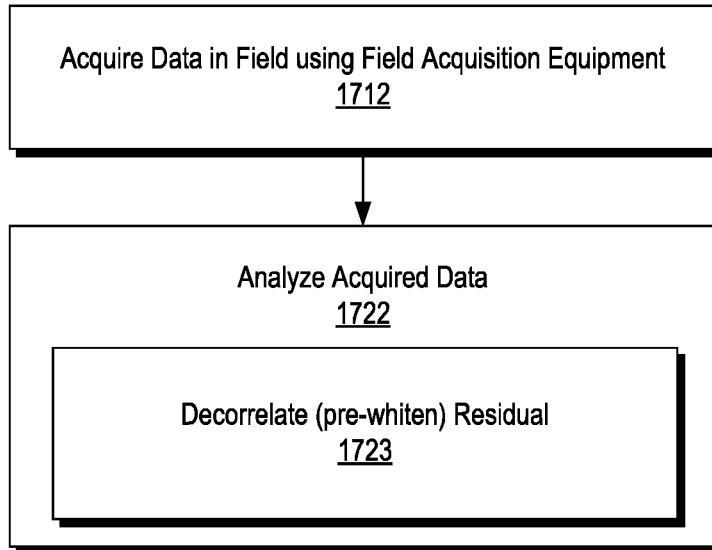 Acquire Data in Field using Field Acquisition Equipment
1712
Analyze Acquired Data
1722
Decorrelate (pre-whiten) Residual
1723